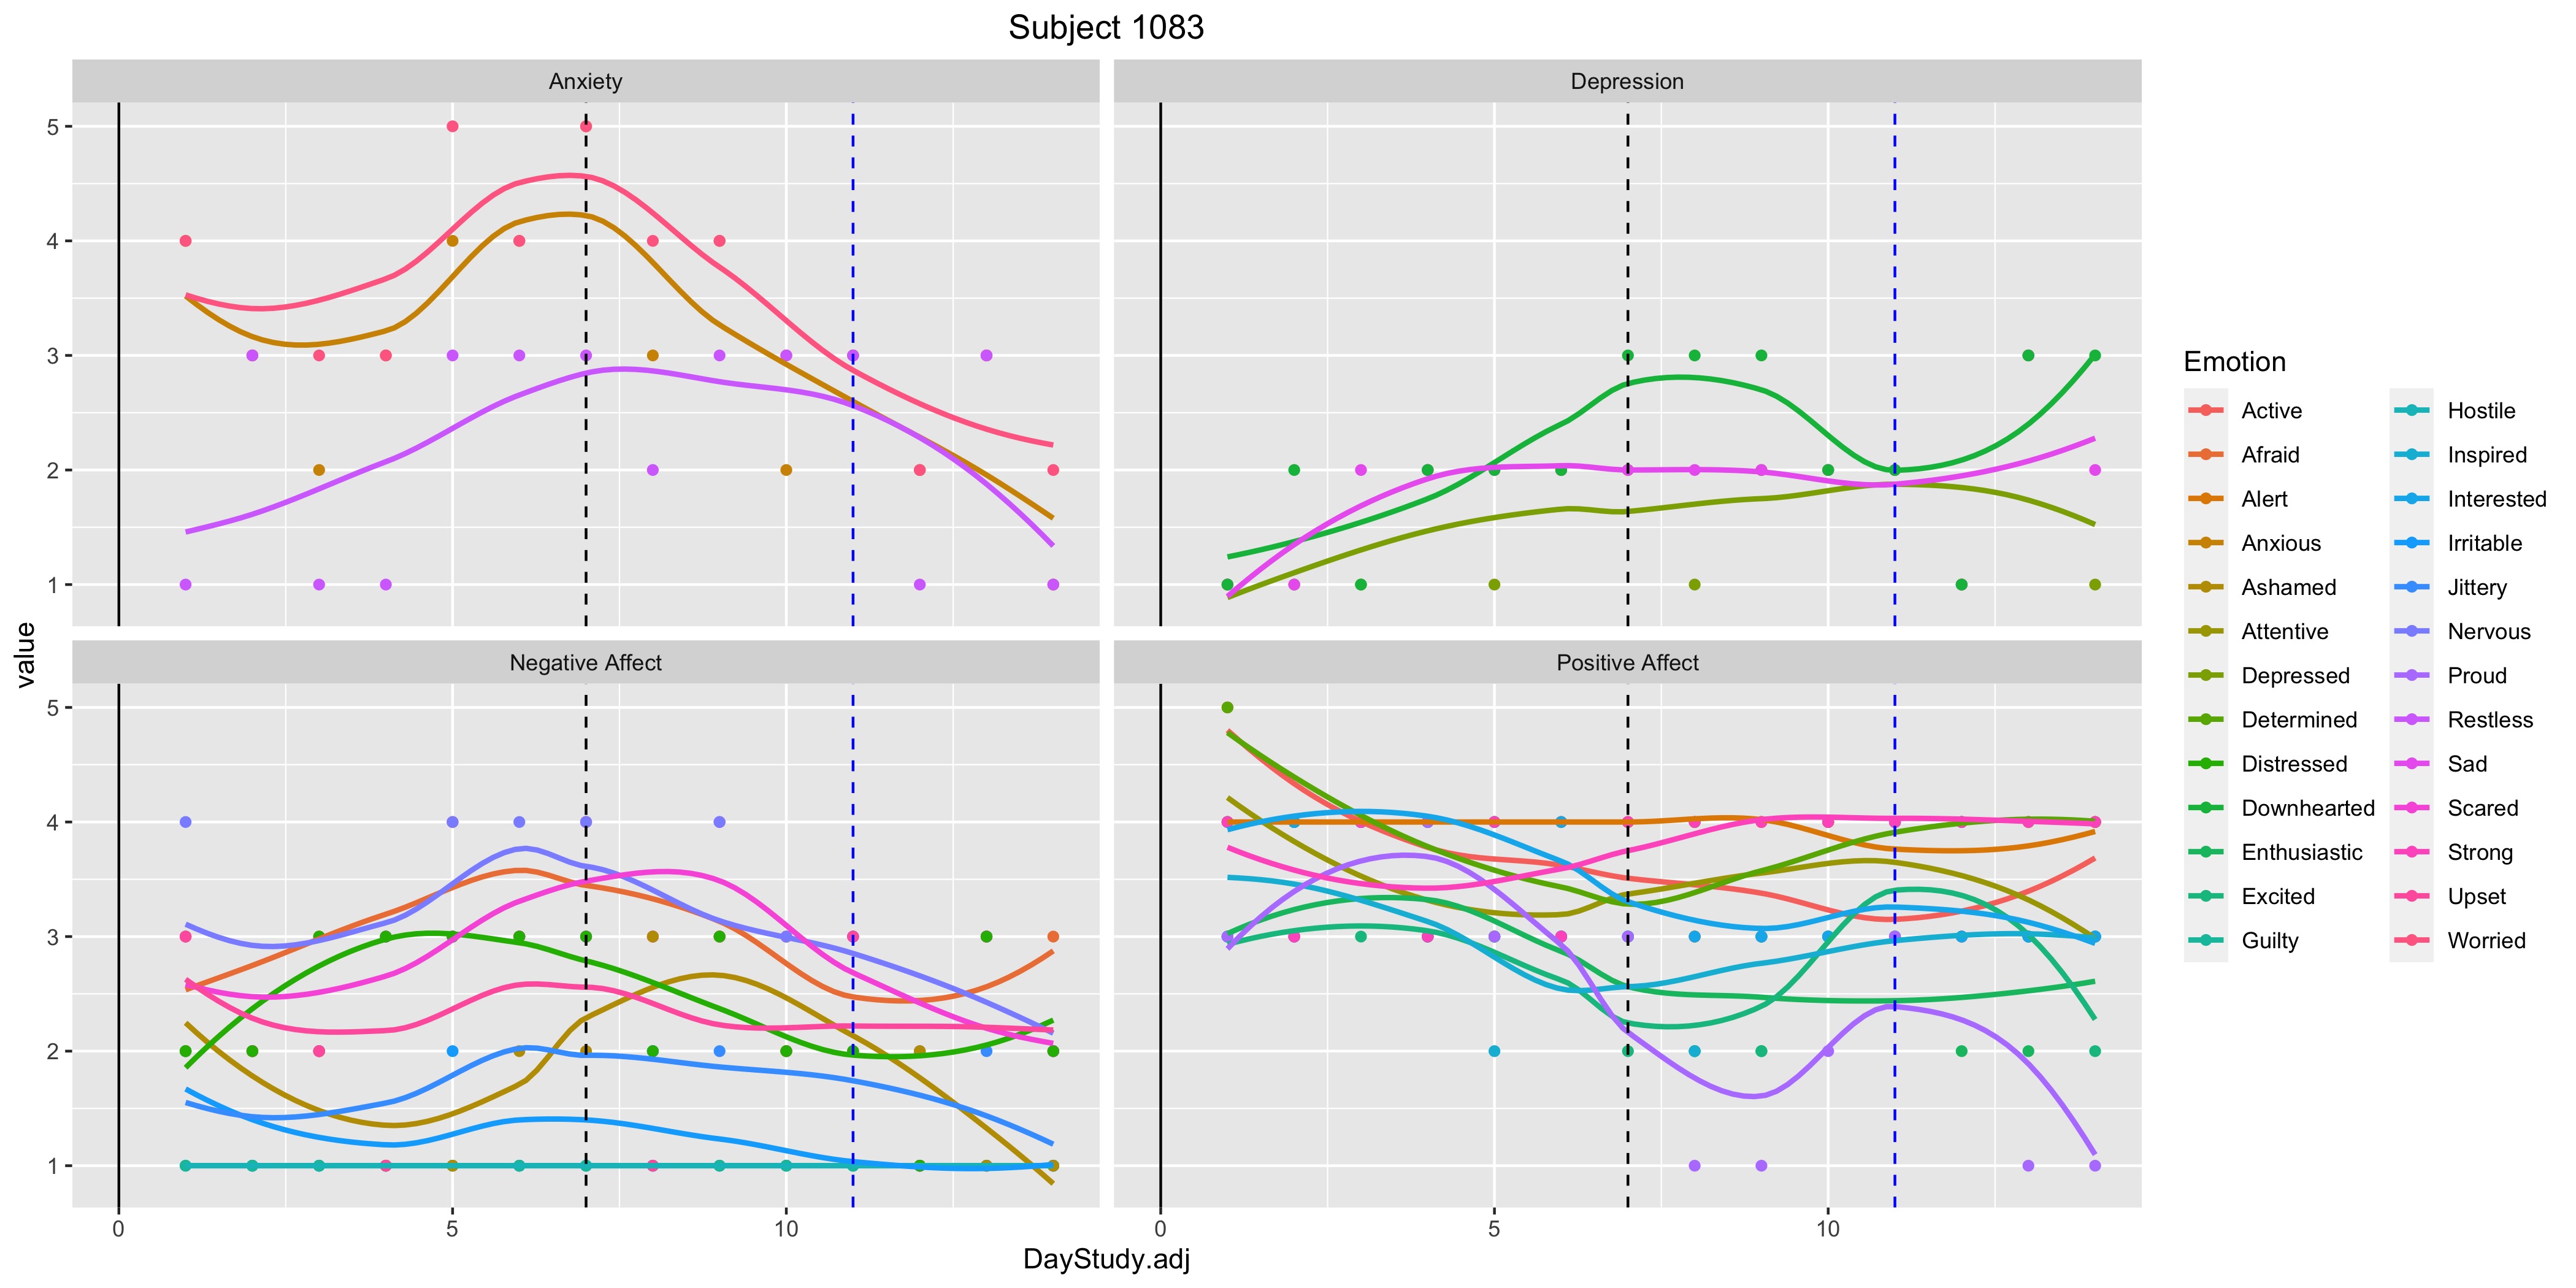 Subject 1083
Anxiety
Depression
5
4
3
2
1
Negative Affect
Positive Affect
5
4
3
2
1
0
5
10
0
5
10
value
DayStudy.adj
Emotion
Active
Afraid
Alert
Anxious
Ashamed
Attentive
Depressed
Determined
Distressed
Downhearted
Enthusiastic
Excited
Guilty
Hostile
Inspired
Interested
Irritable
Jittery
Nervous
Proud
Restless
Sad
Scared
Strong
Upset
Worried